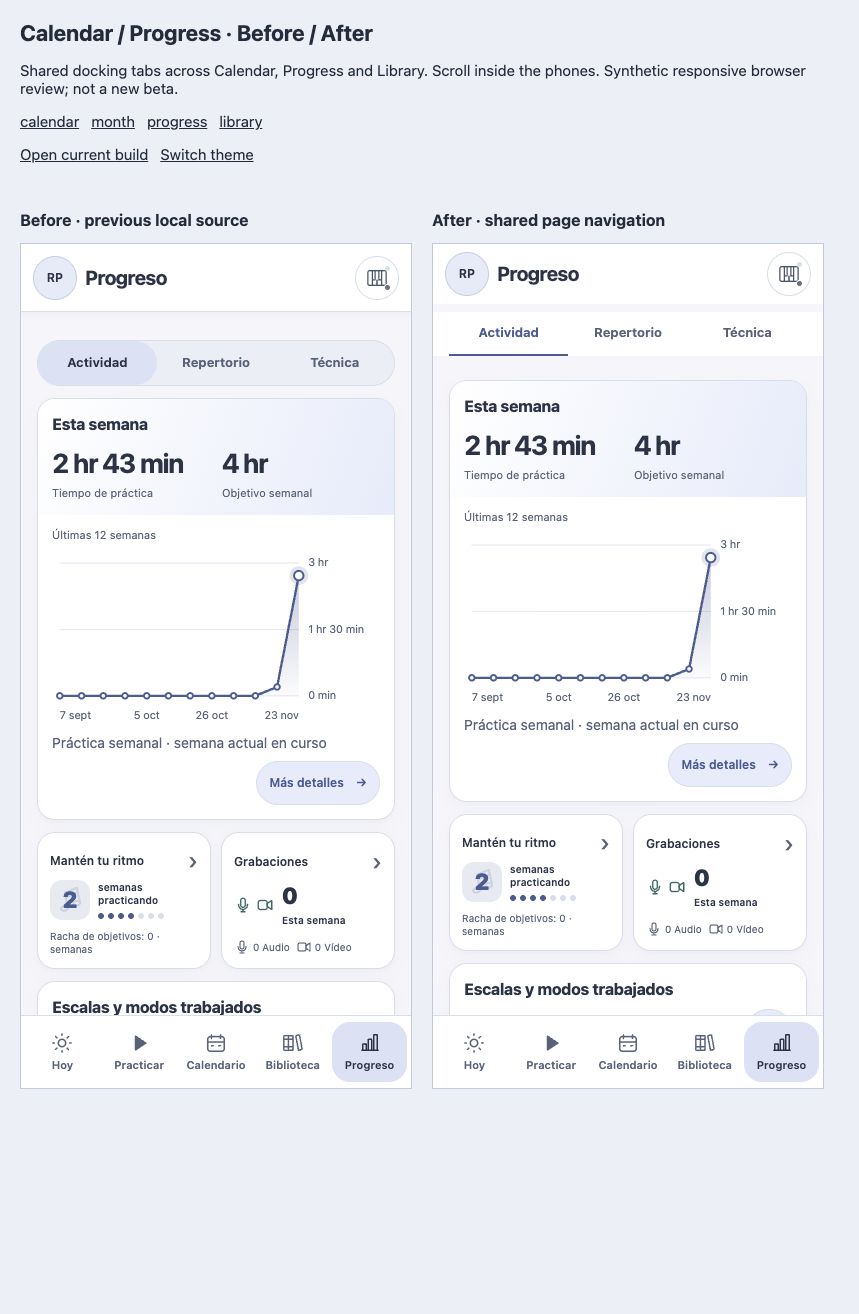 Calendar / Progress · Before / After
Shared docking tabs across Calendar, Progress and Library. Scroll inside the phones. Synthetic responsive browser
review; not a new beta.
calendar month progress library
Open current build Switch theme
Before · previous local source
RP Progreso
Actividad Repertorio Técnica
Esta semana
2 hr 43 min 4 hr
Tiempo de práctica Objetivo semanal
Últimas 12 semanas
3 hr
1 hr 30 min
0 min
7 sept 5 oct 26 oct 23 nov
Práctica semanal · semana actual en curso
Más detalles →
Mantén tu ritmo
2 semanas
practicando
Racha de objetivos: 0 ·
semanas
Grabaciones
0
Esta semana
0 Audio 0 Vídeo
Escalas y modos trabajados
Hoy Practicar Calendario Biblioteca Progreso
After · shared page navigation
RP Progreso
Actividad Repertorio Técnica
Esta semana
2 hr 43 min 4 hr
Tiempo de práctica Objetivo semanal
Últimas 12 semanas
3 hr
1 hr 30 min
0 min
7 sept 5 oct 26 oct 23 nov
Práctica semanal · semana actual en curso
Más detalles →
Mantén tu ritmo
2 semanas
practicando
Racha de objetivos: 0 ·
semanas
Grabaciones
0
Esta semana
0 Audio 0 Vídeo
Escalas y modos trabajados
Hoy Practicar Calendario Biblioteca Progreso